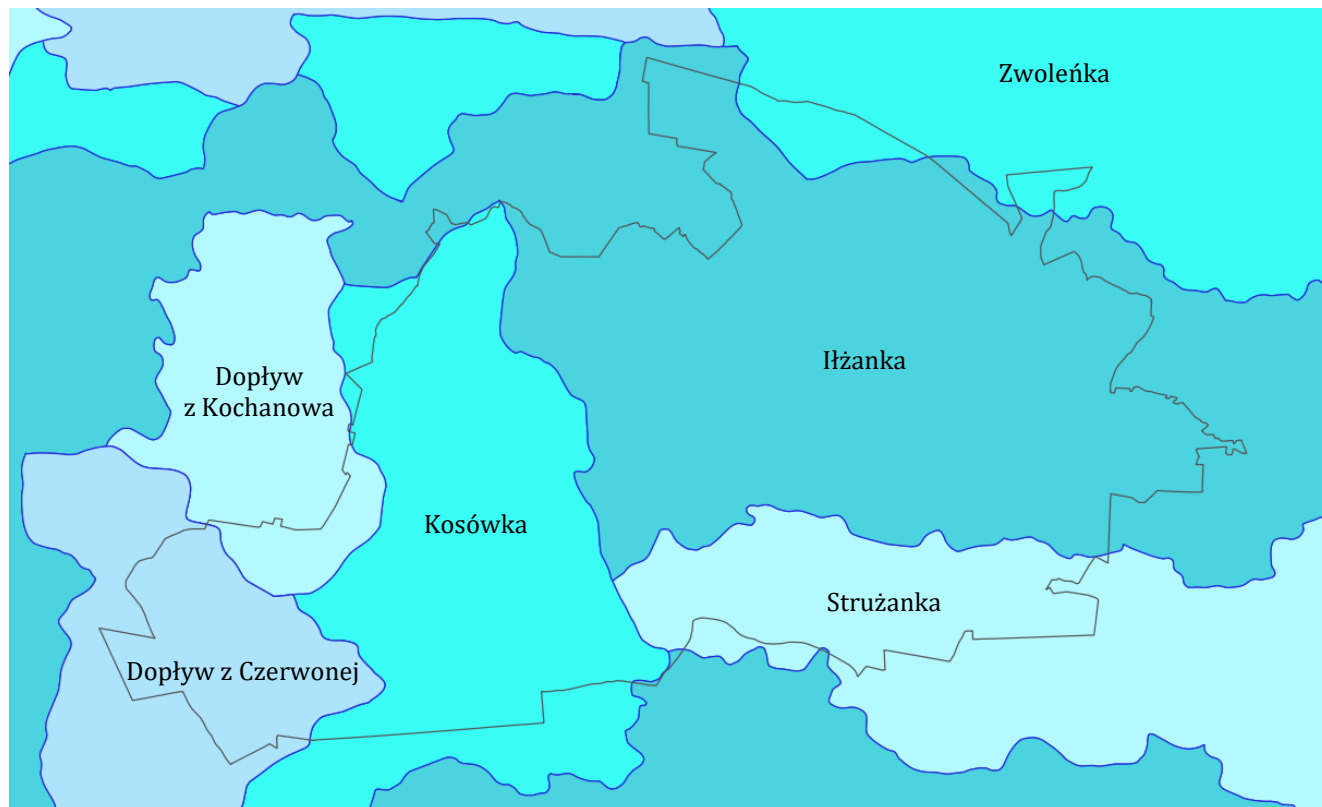 Zwoleńka
Iłżanka
Dopływ
z Kochanowa
Kosówka
Strużanka
Dopływ z Czerwonej